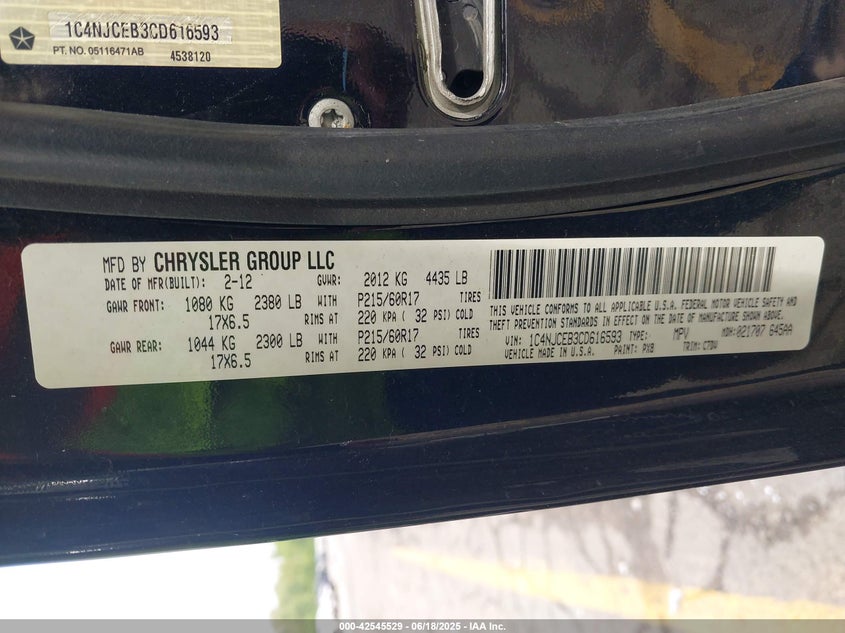 1C4NJCEB3CD616593
PT. NO. 05116471AB 4538120
MFD BY CHRYSLER GROUP LLC
DATE OF MFR(BUILT): 2-12 GVWR: 2012 KG 4435 LB
GAWR FRONT: 1080 KG 2380 LB WITH P215/60R17 TIRES
17X6.5 RIMS AT 220 KPA ( 32 PSI) COLD
GAWR REAR: 1044 KG 2300 LB WITH P215/60R17 TIRES
17X6.5 RIMS AT 220 KPA ( 32 PSI) COLD
THIS VEHICLE CONFORMS TO ALL APPLICABLE U.S.A. FEDERAL MOTOR VEHICLE SAFETY AND
THEFT PREVENTION STANDARDS IN EFFECT ON THE DATE OF MANUFACTURE SHOWN ABOVE.
VIN: 1C4NJCEB3CD616593 TYPE: MPV MDH: 021707 645AA
VEHICLE MADE IN U.S.A. PAINT: PXB TRIM: C7DV
000-42545529 - 06/18/2025 - IAA Inc.